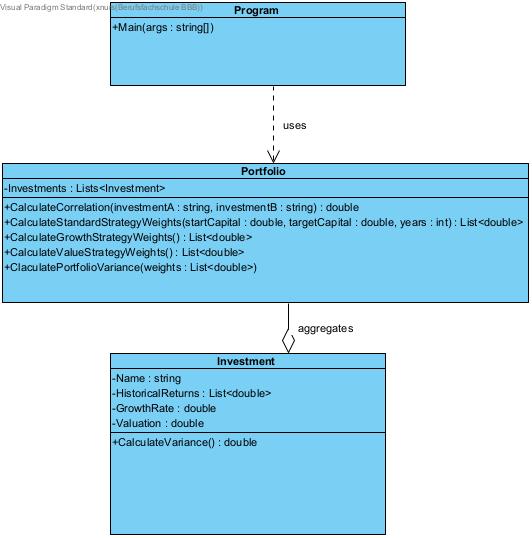 Visual Paradigm Standard(xnuis(Berufsfachschule BBB))
Program
+Main(args : string[])
uses
Portfolio
-Investments : Lists<Investment>
+CalculateCorrelation(investmentA : string, investmentB : string) : double
+CalculateStandardStrategyWeights(startCapital : double, targetCapital : double, years : int) : List<double>
+CalculateGrowthStrategyWeights() : List<double>
+CalculateValueStrategyWeights() : List<double>
+ClaculatePortfolioVariance(weights : List<double>)
aggregates
Investment
-Name : string
-HistoricalReturns : List<double>
-GrowthRate : double
-Valuation : double
+CalculateVariance() : double